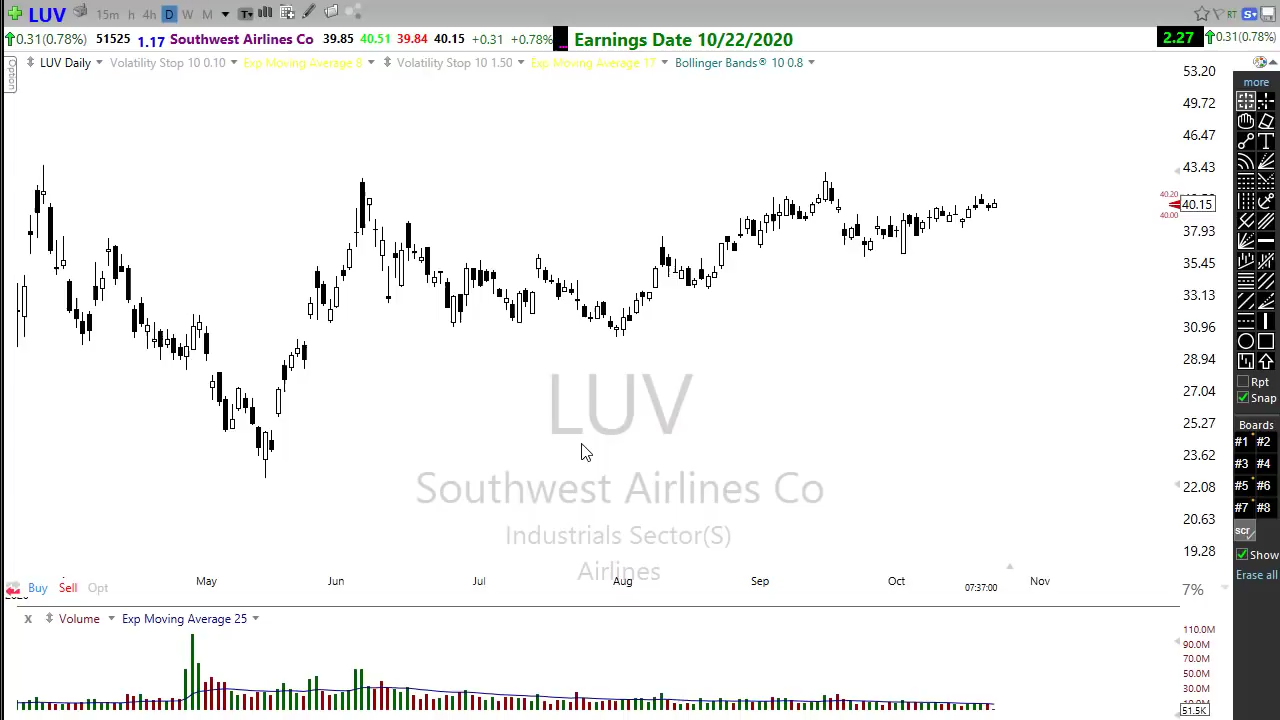 LUV 15m h 4h D W M T RT S
0.31(0.78%) 51525 1.17 Southwest Airlines Co 39.85 40.51 39.84 40.15 +0.31 +0.78% ... Earnings Date 10/22/2020 2.27 0.31(0.78%)
Option
LUV Daily Volatility Stop 10 0.10 Exp Moving Average 8 Volatility Stop 10 1.50 Exp Moving Average 17 Bollinger Bands® 10 0.8
53.20
49.72
46.47
43.43
40.20
40.15
40.00
37.93
35.45
33.13
30.96
28.94
27.04
25.27
23.62
22.08
20.63
19.28
7%
more
Rpt
Snap
Boards
#1 #2
#3 #4
#5 #6
#7 #8
scr
Show
Erase all
LUV
Southwest Airlines Co
Industrials Sector(S)
Airlines
May Jun Jul Aug Sep Oct Nov
07:37:00
Buy Sell Opt
X Volume Exp Moving Average 25
110.0M
90.0M
70.0M
50.0M
30.0M
51.5K